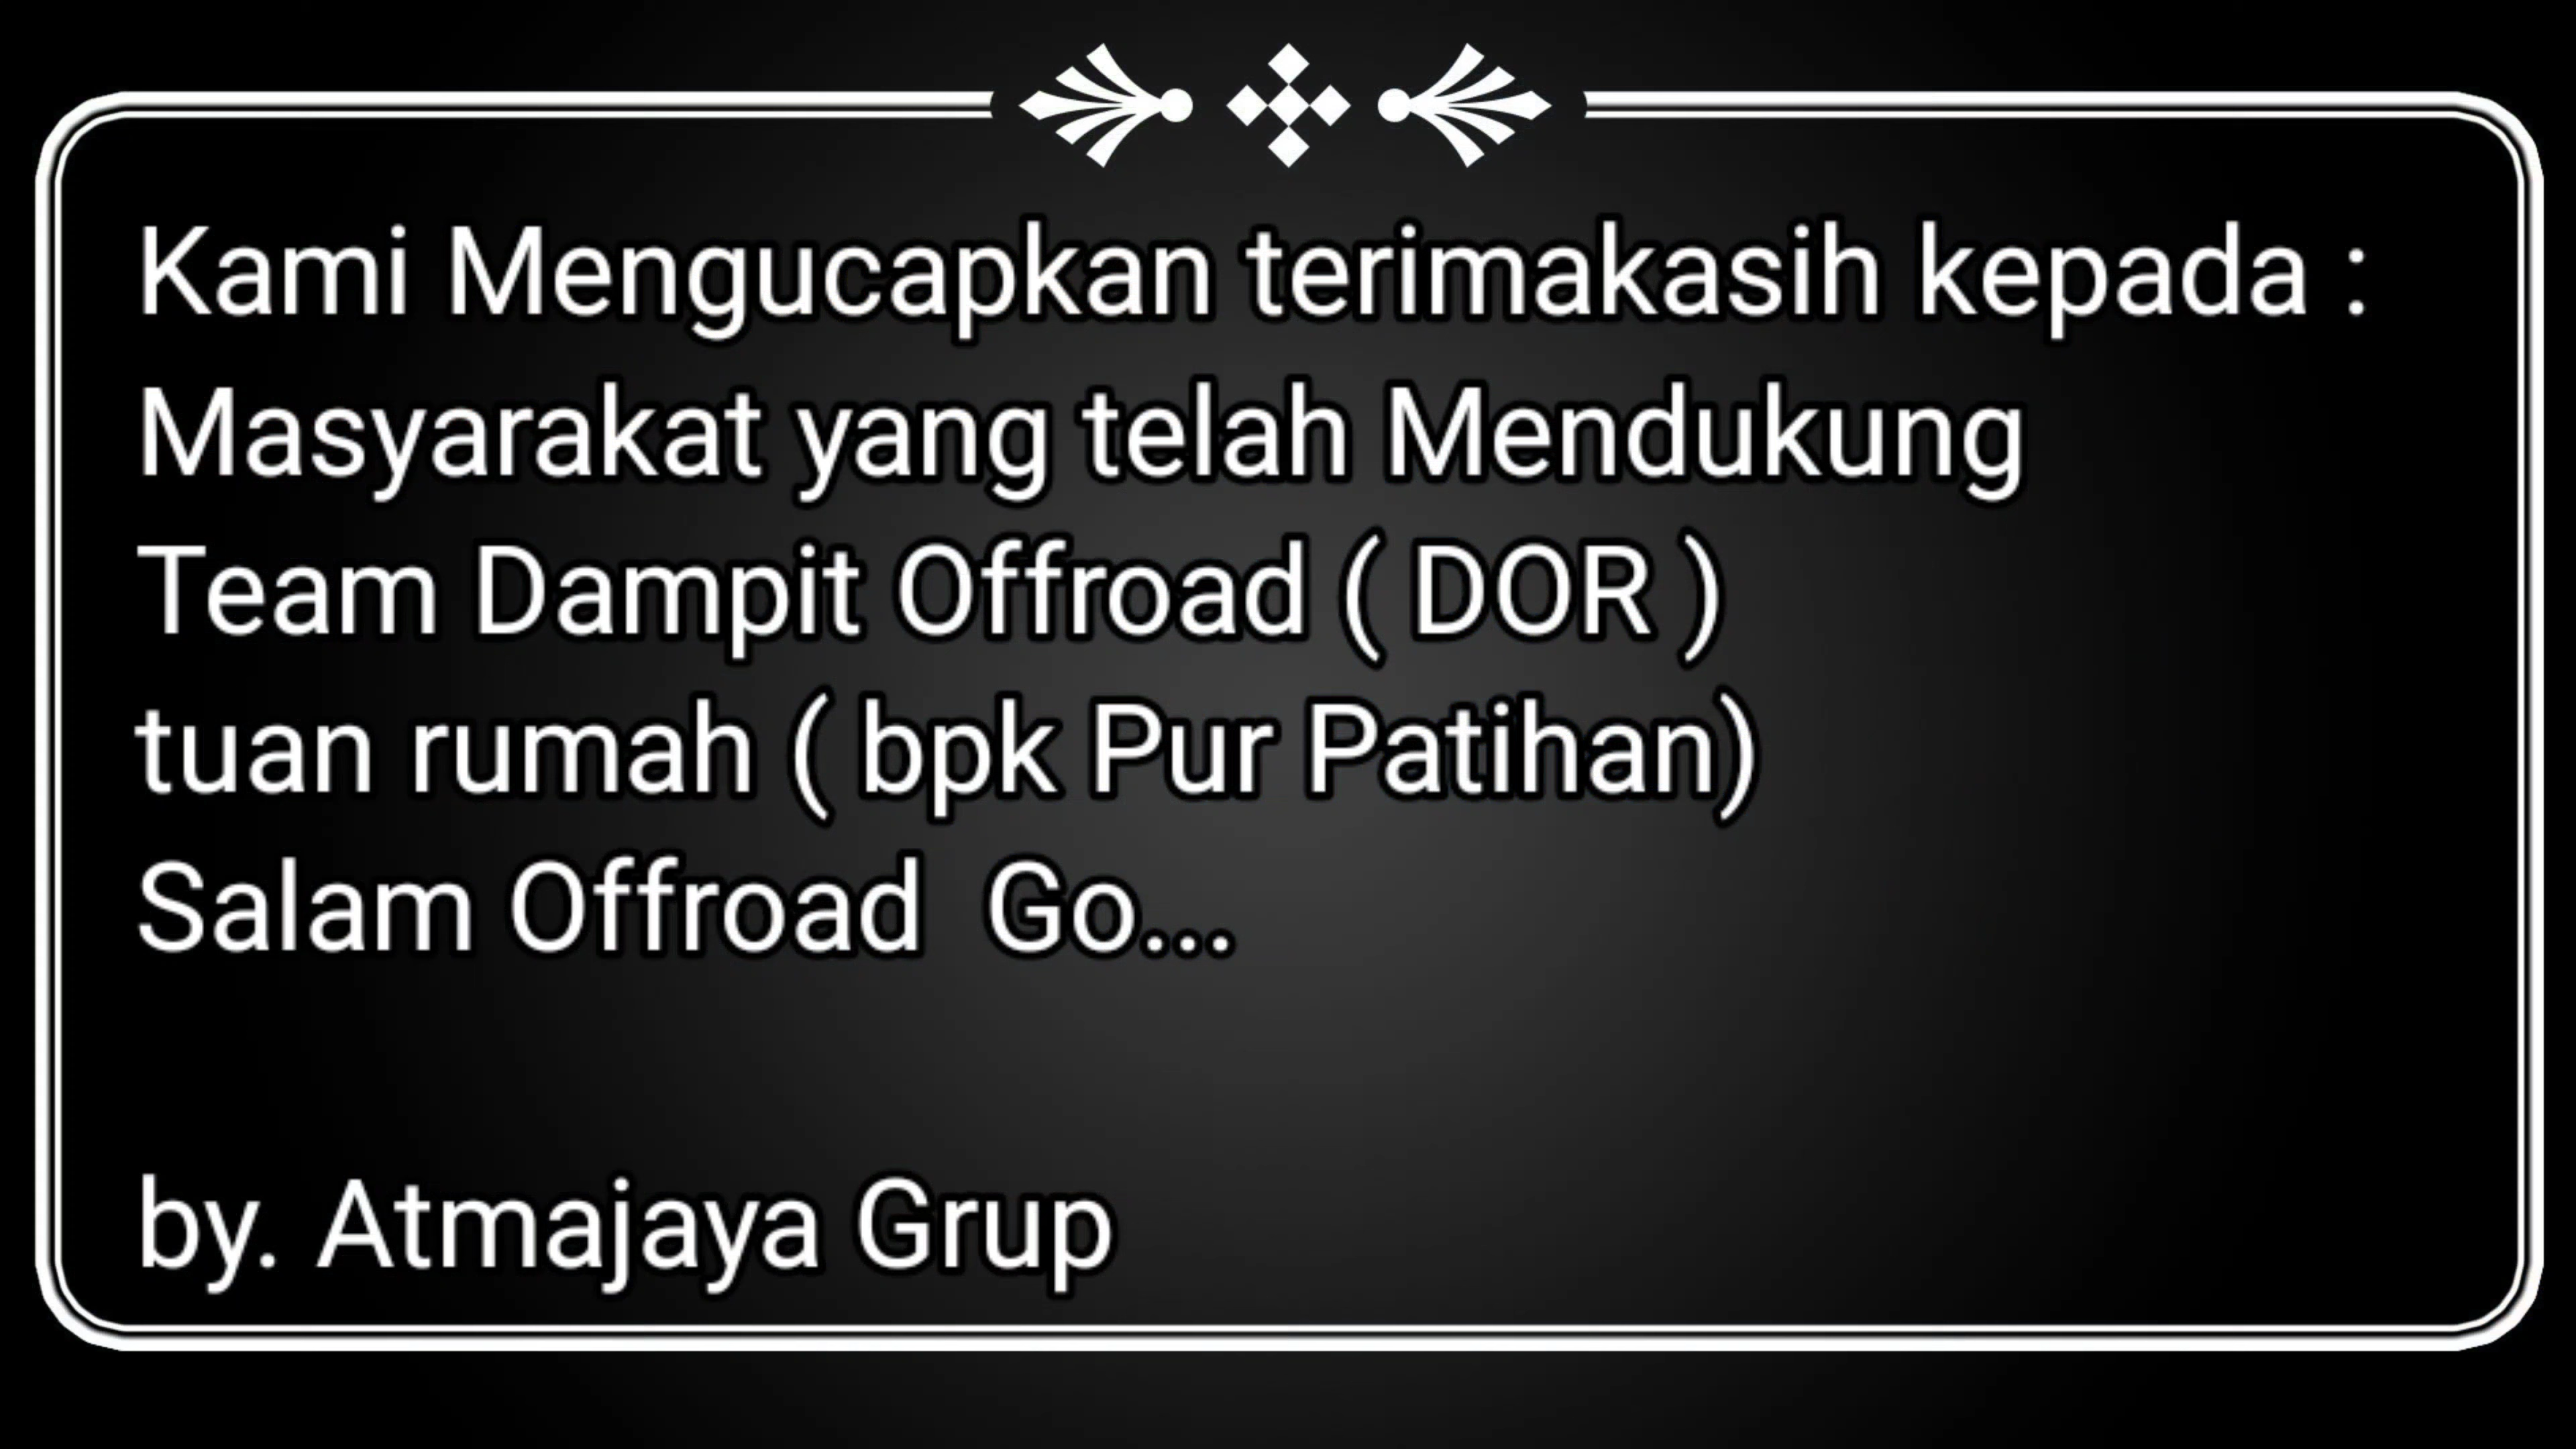 Kami Mengucapkan terimakasih kepada :
Masyarakat yang telah Mendukung
Team Dampit Offroad ( DOR )
tuan rumah ( bpk Pur Patihan)
Salam Offroad  Go...
by. Atmajaya Grup